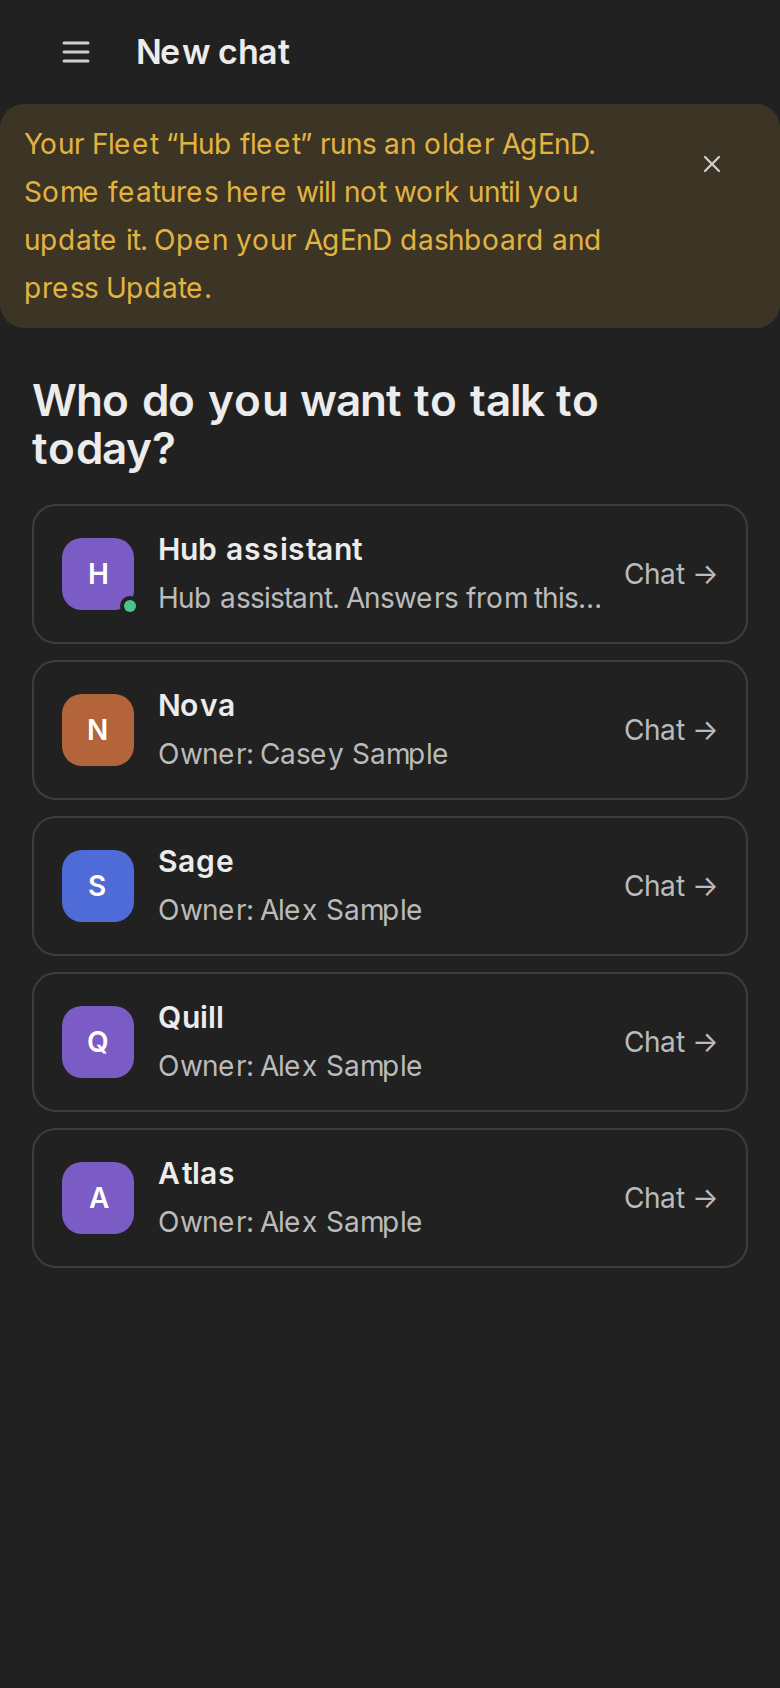 New chat
Your Fleet “Hub fleet” runs an older AgEnD.
Some features here will not work until you
update it. Open your AgEnD dashboard and
press Update.
Who do you want to talk to
today?
H
Hub assistant
Hub assistant. Answers from this…
Chat →
N
Nova
Owner: Casey Sample
Chat →
S
Sage
Owner: Alex Sample
Chat →
Q
Quill
Owner: Alex Sample
Chat →
A
Atlas
Owner: Alex Sample
Chat →